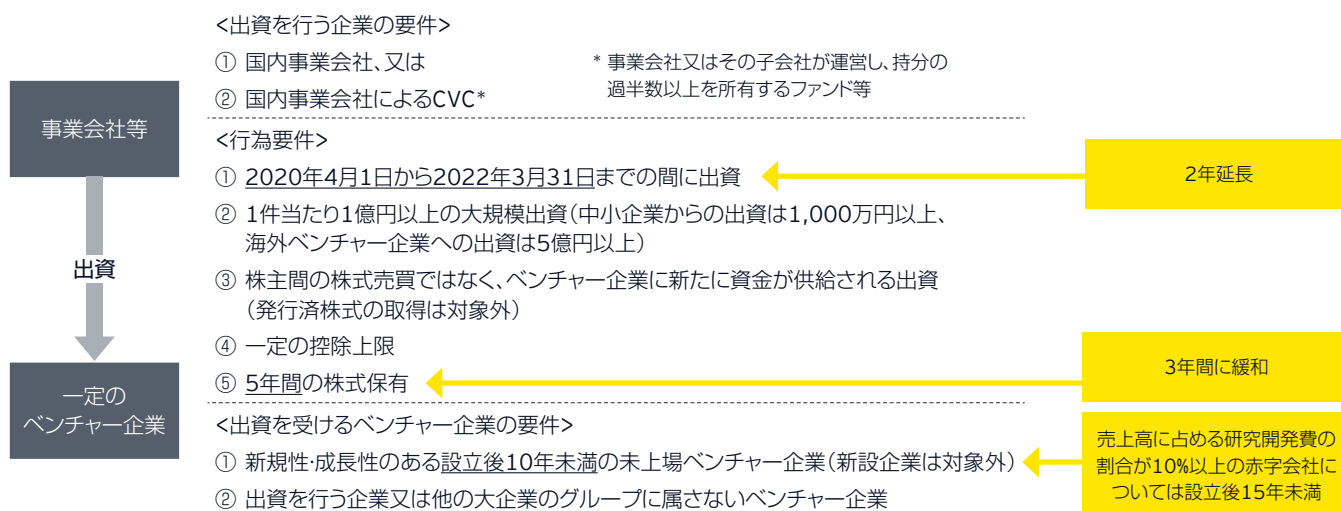 <出資を行う企業の要件>
① 国内事業会社、又は
② 国内事業会社によるCVC*
* 事業会社又はその子会社が運営し、持分の
過半数以上を所有するファンド等
事業会社等
<行為要件>
① 2020年4月1日から2022年3月31日までの間に出資
2年延長
② 1件当たり1億円以上の大規模出資(中小企業からの出資は1,000万円以上、
海外ベンチャー企業への出資は5億円以上)
出資
③ 株主間の株式売買ではなく、ベンチャー企業に新たに資金が供給される出資
(発行済株式の取得は対象外)
④ 一定の控除上限
⑤ 5年間の株式保有
3年間に緩和
一定の
ベンチャー企業
<出資を受けるベンチャー企業の要件>
① 新規性・成長性のある設立後10年未満の未上場ベンチャー企業(新設企業は対象外)
② 出資を行う企業又は他の大企業のグループに属さないベンチャー企業
売上高に占める研究開発費の
割合が10%以上の赤字会社に
ついては設立後15年未満